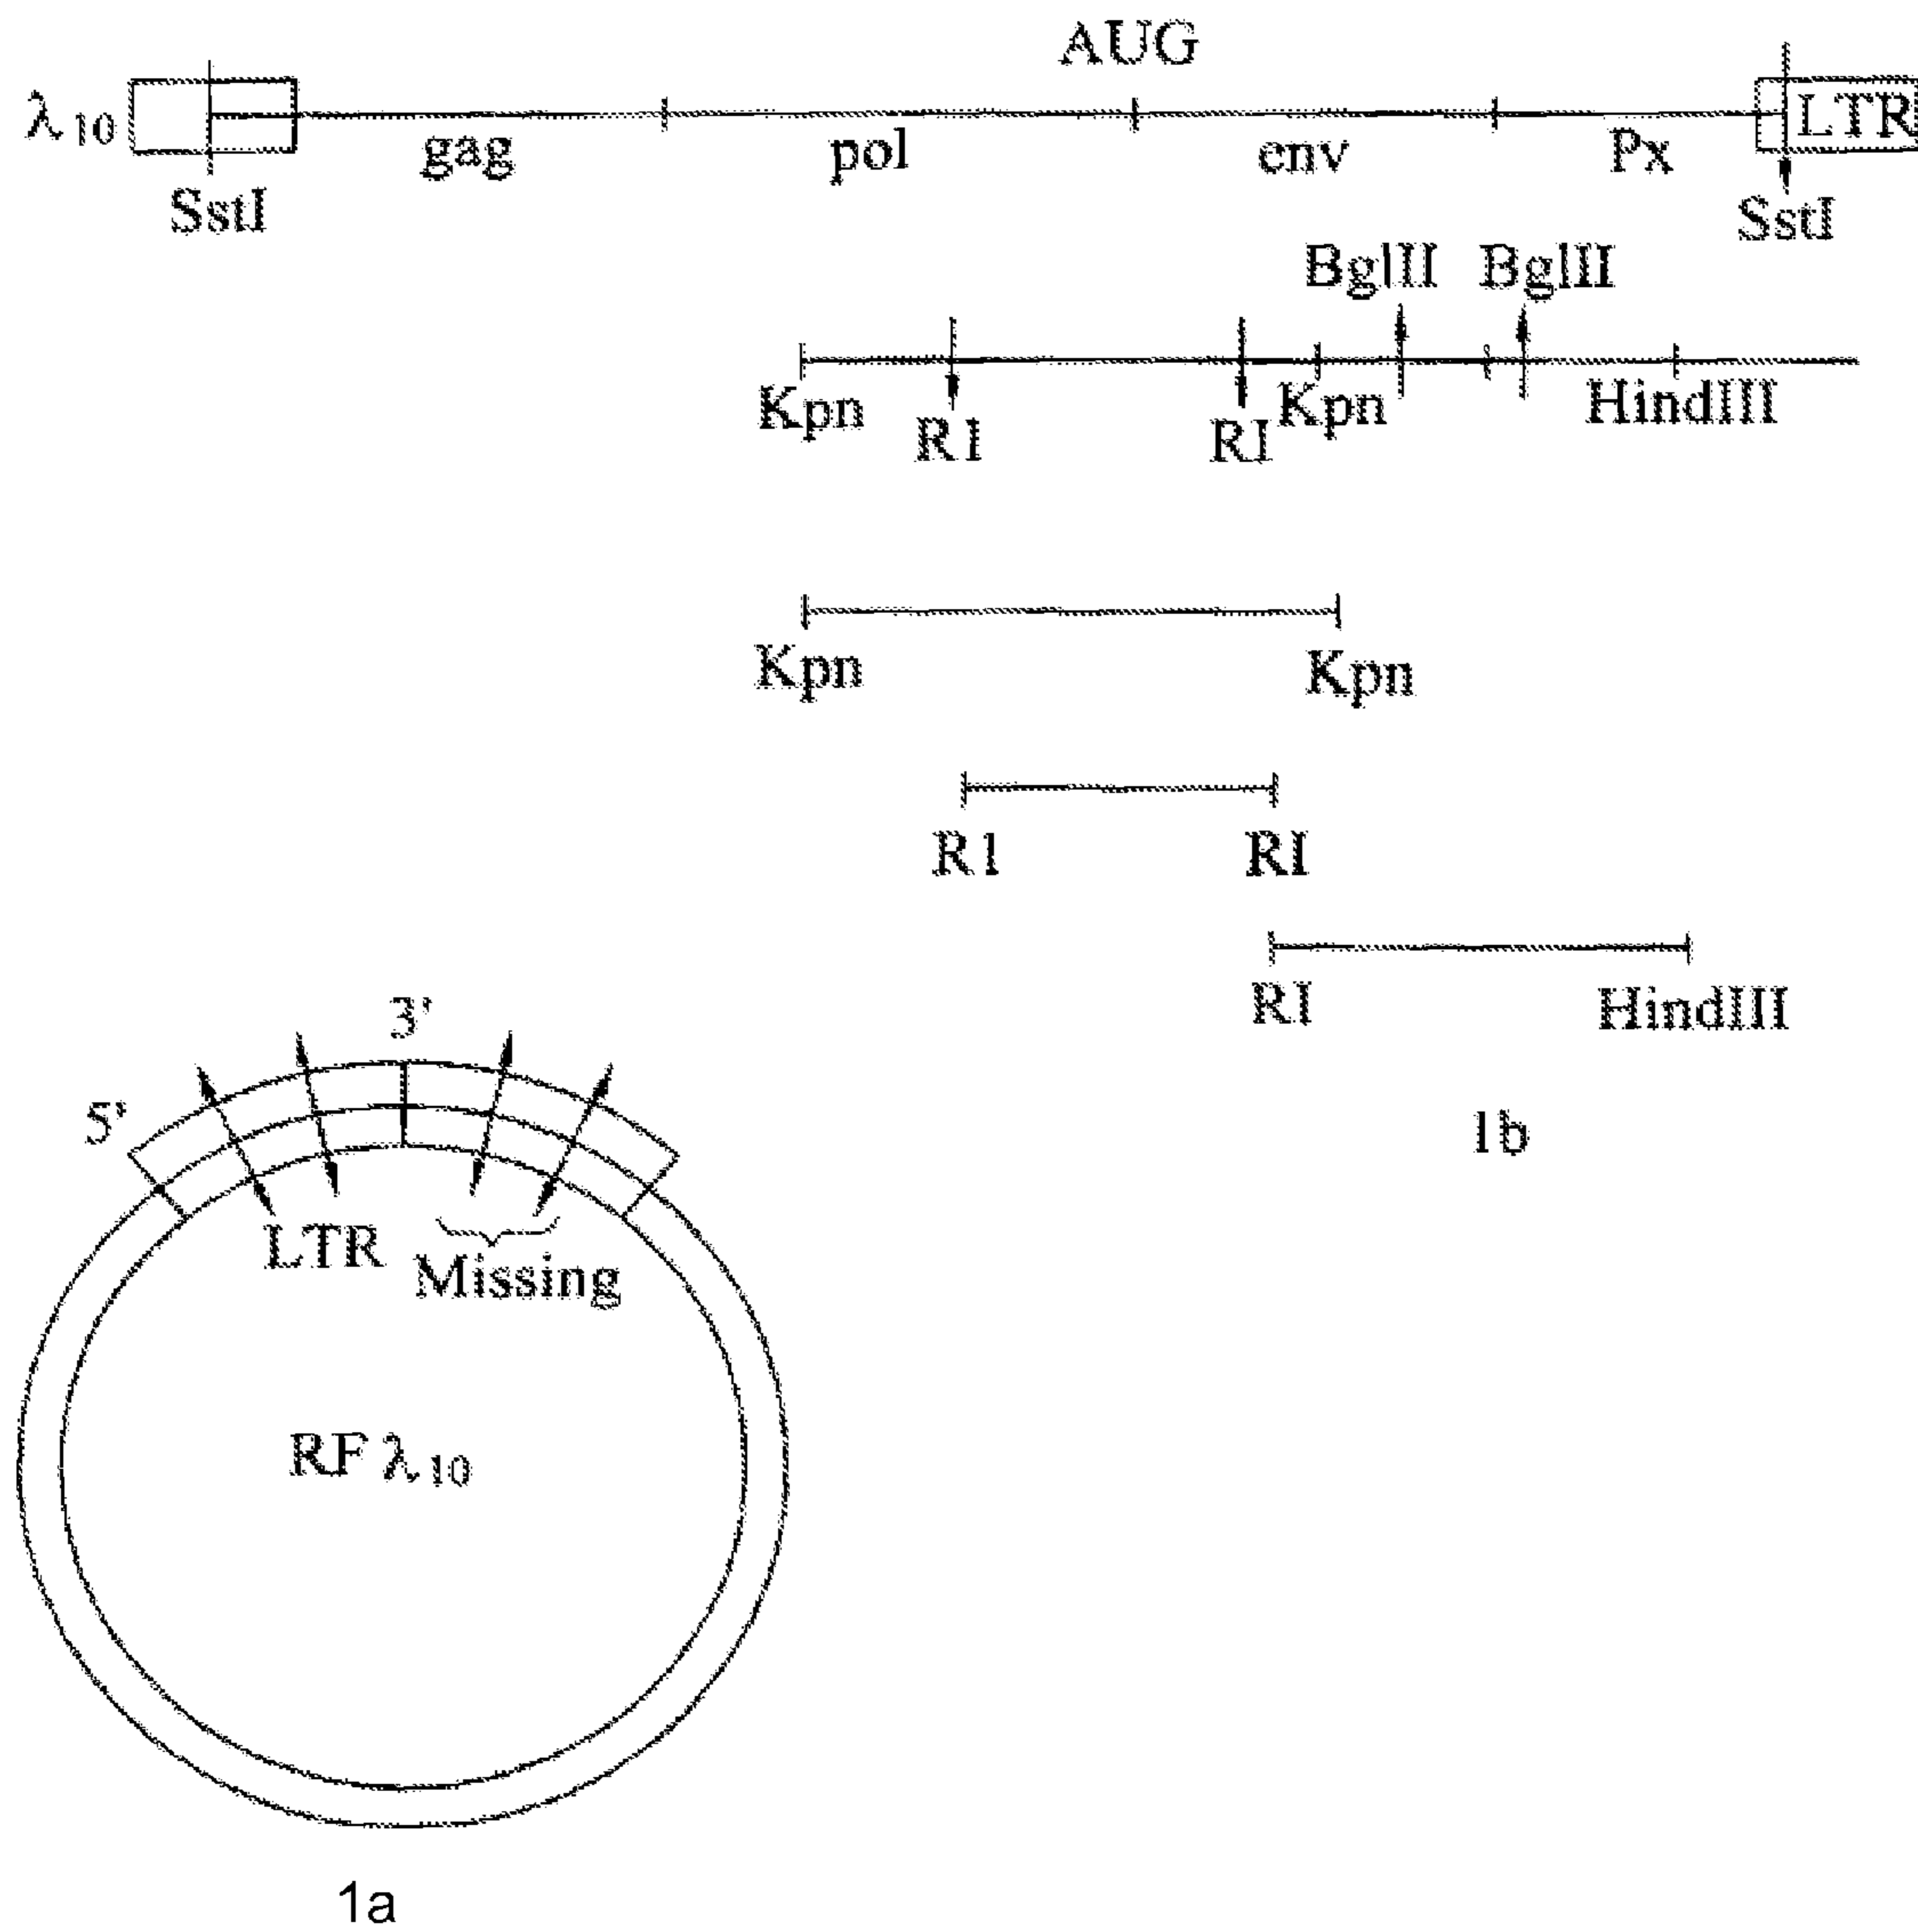 AUG
λ10 LTR
gag pol env Px
SstI SstI
BglII BglII
Kpn R1 RI Kpn HindIII
Kpn Kpn
R1 RI
RI HindIII
3'
5'
1b
LTR Missing
RF λ10
1a